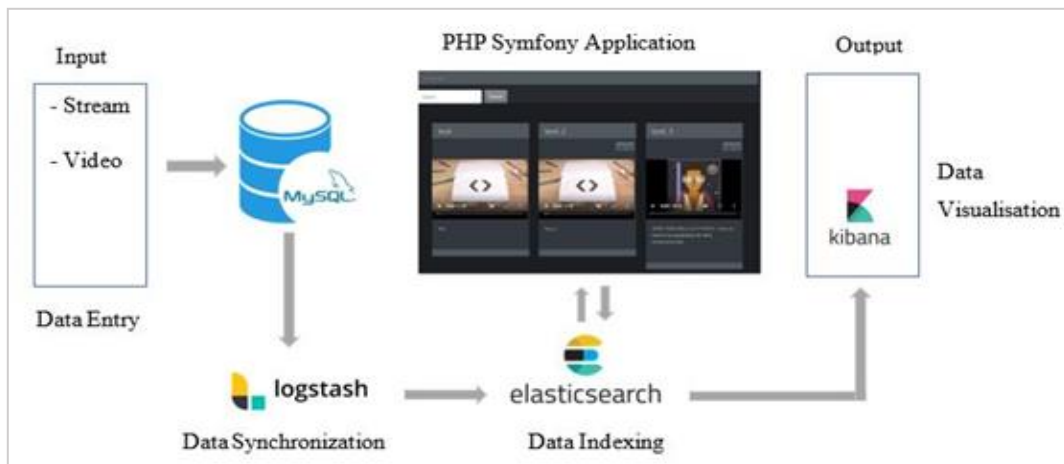 Input
- Stream
- Video
Data Entry
MySQL
PHP Symfony Application
Output
kibana
Data
Visualisation
logstash
Data Synchronization
elasticsearch
Data Indexing